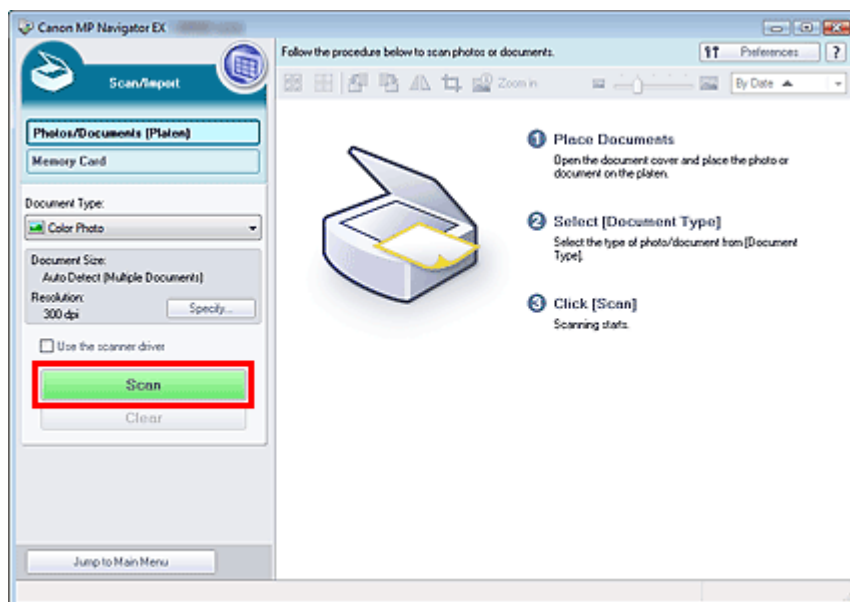 Canon MP Navigator EX
Scan/Import
Follow the procedure below to scan photos or documents.
Preferences
?
Zoom in
By Date
Photos/Documents (Platen)
Memory Card
Document Type:
Color Photo
Document Size:
Auto Detect (Multiple Documents)
Resolution:
300 dpi
Specify...
Use the scanner driver
Scan
Clear
Jump to Main Menu
1 Place Documents
Open the document cover and place the photo or
document on the platen.
2 Select [Document Type]
Select the type of photo/document from [Document
Type].
3 Click [Scan]
Scanning starts.